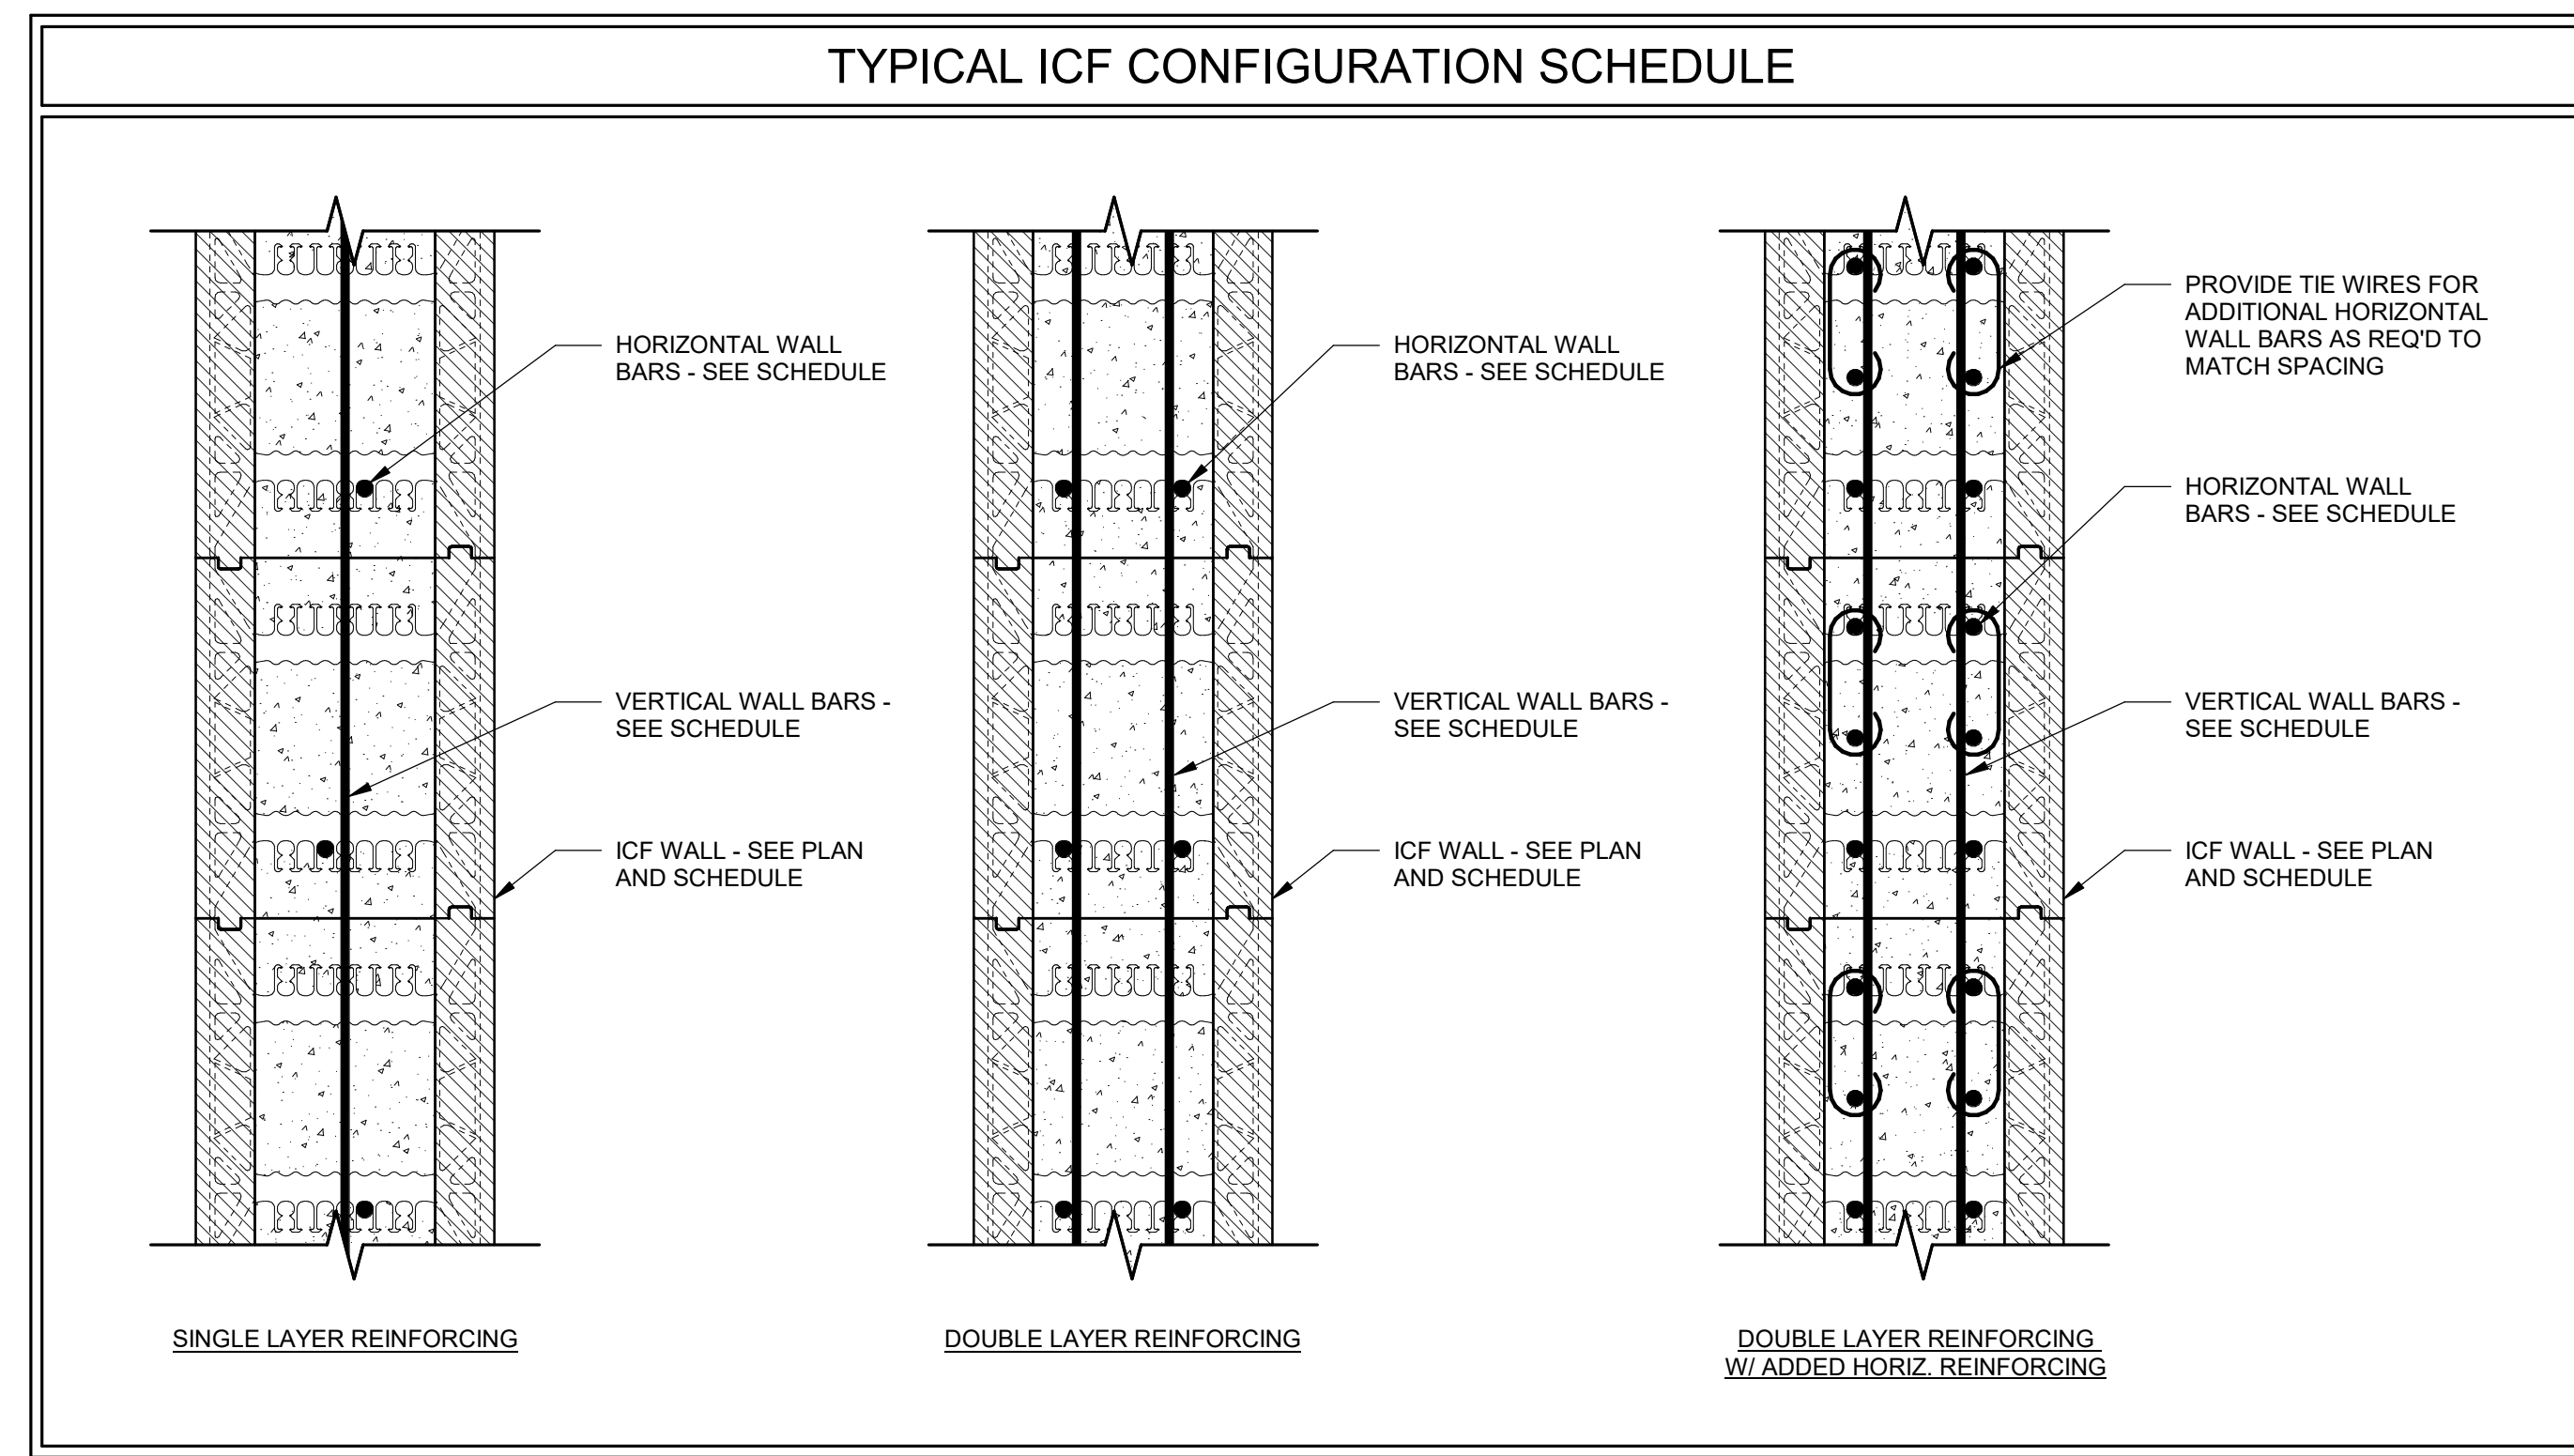 TYPICAL ICF CONFIGURATION SCHEDULE
HORIZONTAL WALL
BARS - SEE SCHEDULE
VERTICAL WALL BARS -
SEE SCHEDULE
ICF WALL - SEE PLAN
AND SCHEDULE
SINGLE LAYER REINFORCING
HORIZONTAL WALL
BARS - SEE SCHEDULE
VERTICAL WALL BARS -
SEE SCHEDULE
ICF WALL - SEE PLAN
AND SCHEDULE
DOUBLE LAYER REINFORCING
PROVIDE TIE WIRES FOR
ADDITIONAL HORIZONTAL
WALL BARS AS REQ'D TO
MATCH SPACING
HORIZONTAL WALL
BARS - SEE SCHEDULE
VERTICAL WALL BARS -
SEE SCHEDULE
ICF WALL - SEE PLAN
AND SCHEDULE
DOUBLE LAYER REINFORCING
W/ ADDED HORIZ. REINFORCING